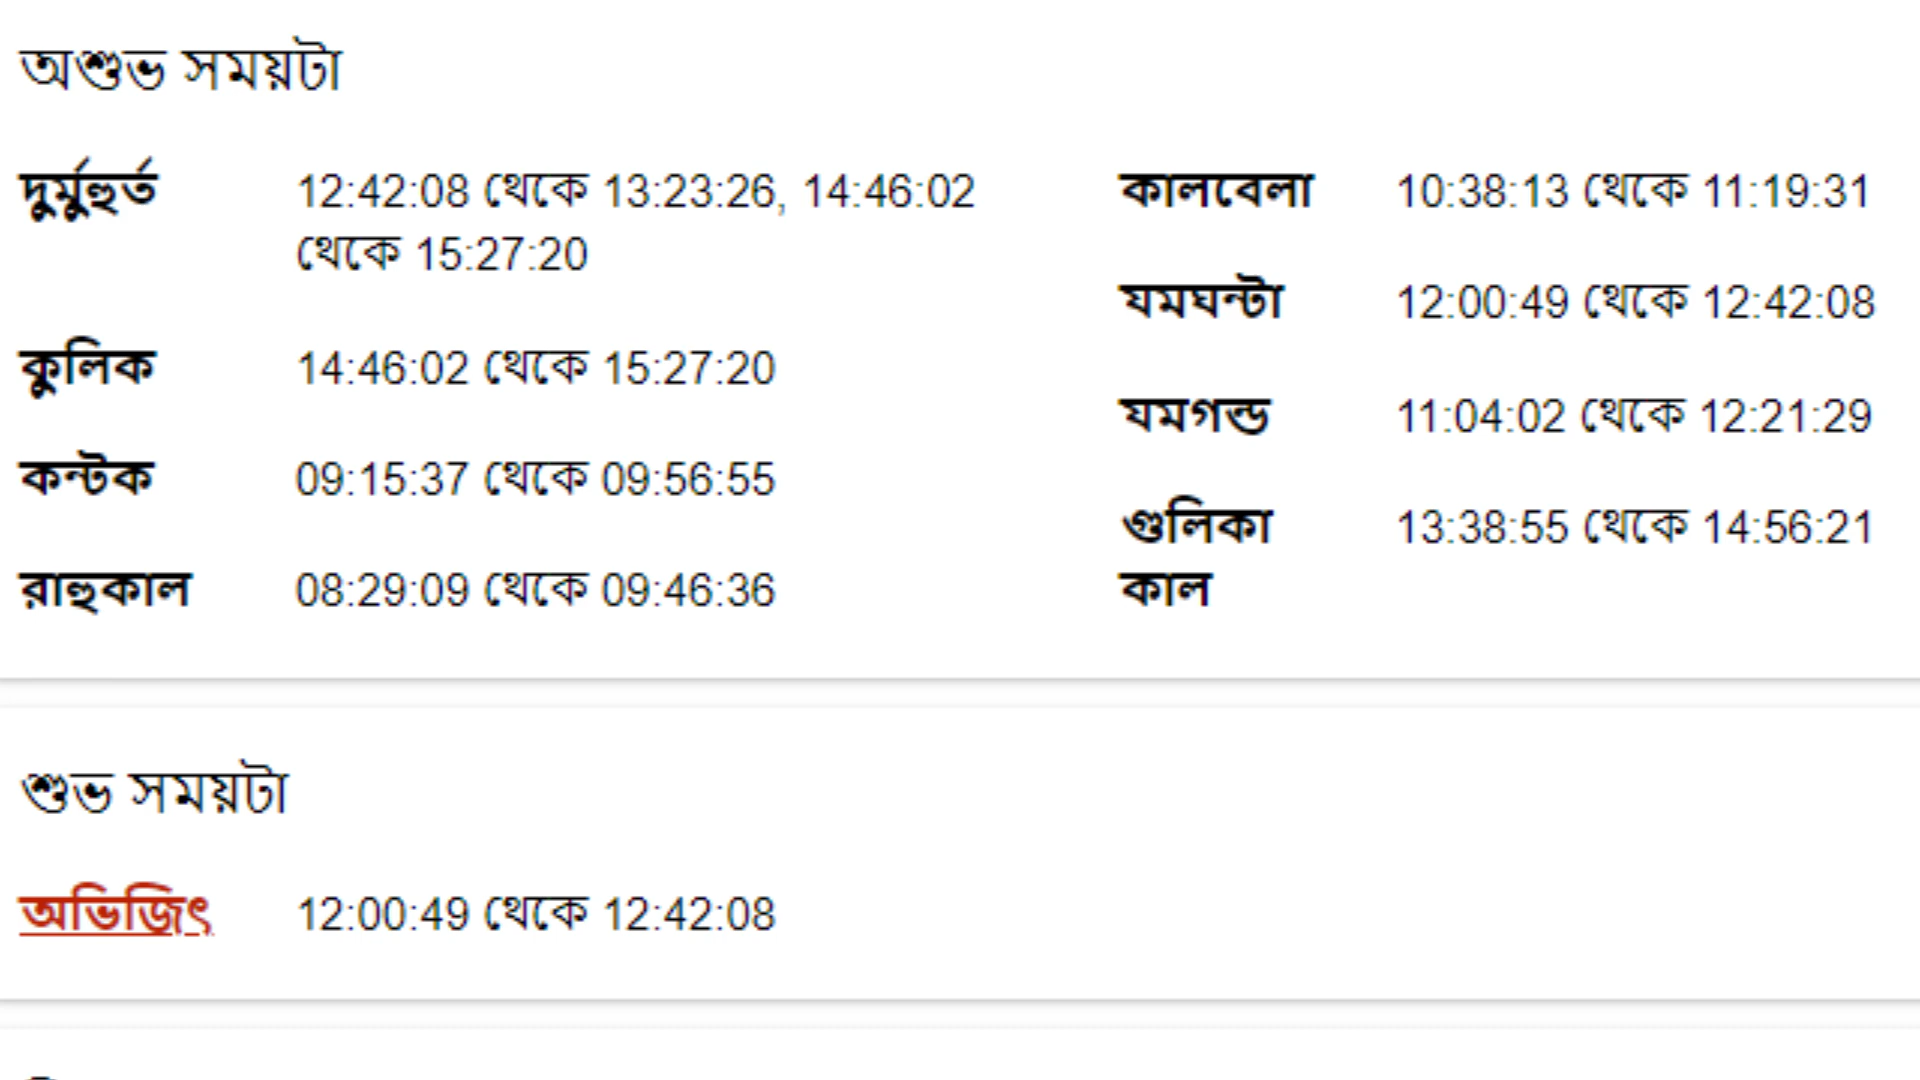 অশুভ সময়টা
দুর্মুহুর্ত 12:42:08 থেকে 13:23:26, 14:46:02
থেকে 15:27:20
কুলিক 14:46:02 থেকে 15:27:20
কন্টক 09:15:37 থেকে 09:56:55
রাহুকাল 08:29:09 থেকে 09:46:36
কালবেলা 10:38:13 থেকে 11:19:31
যমঘন্টা 12:00:49 থেকে 12:42:08
যমগন্ড 11:04:02 থেকে 12:21:29
গুলিকা 13:38:55 থেকে 14:56:21
কাল
শুভ সময়টা
অভিজিৎ 12:00:49 থেকে 12:42:08